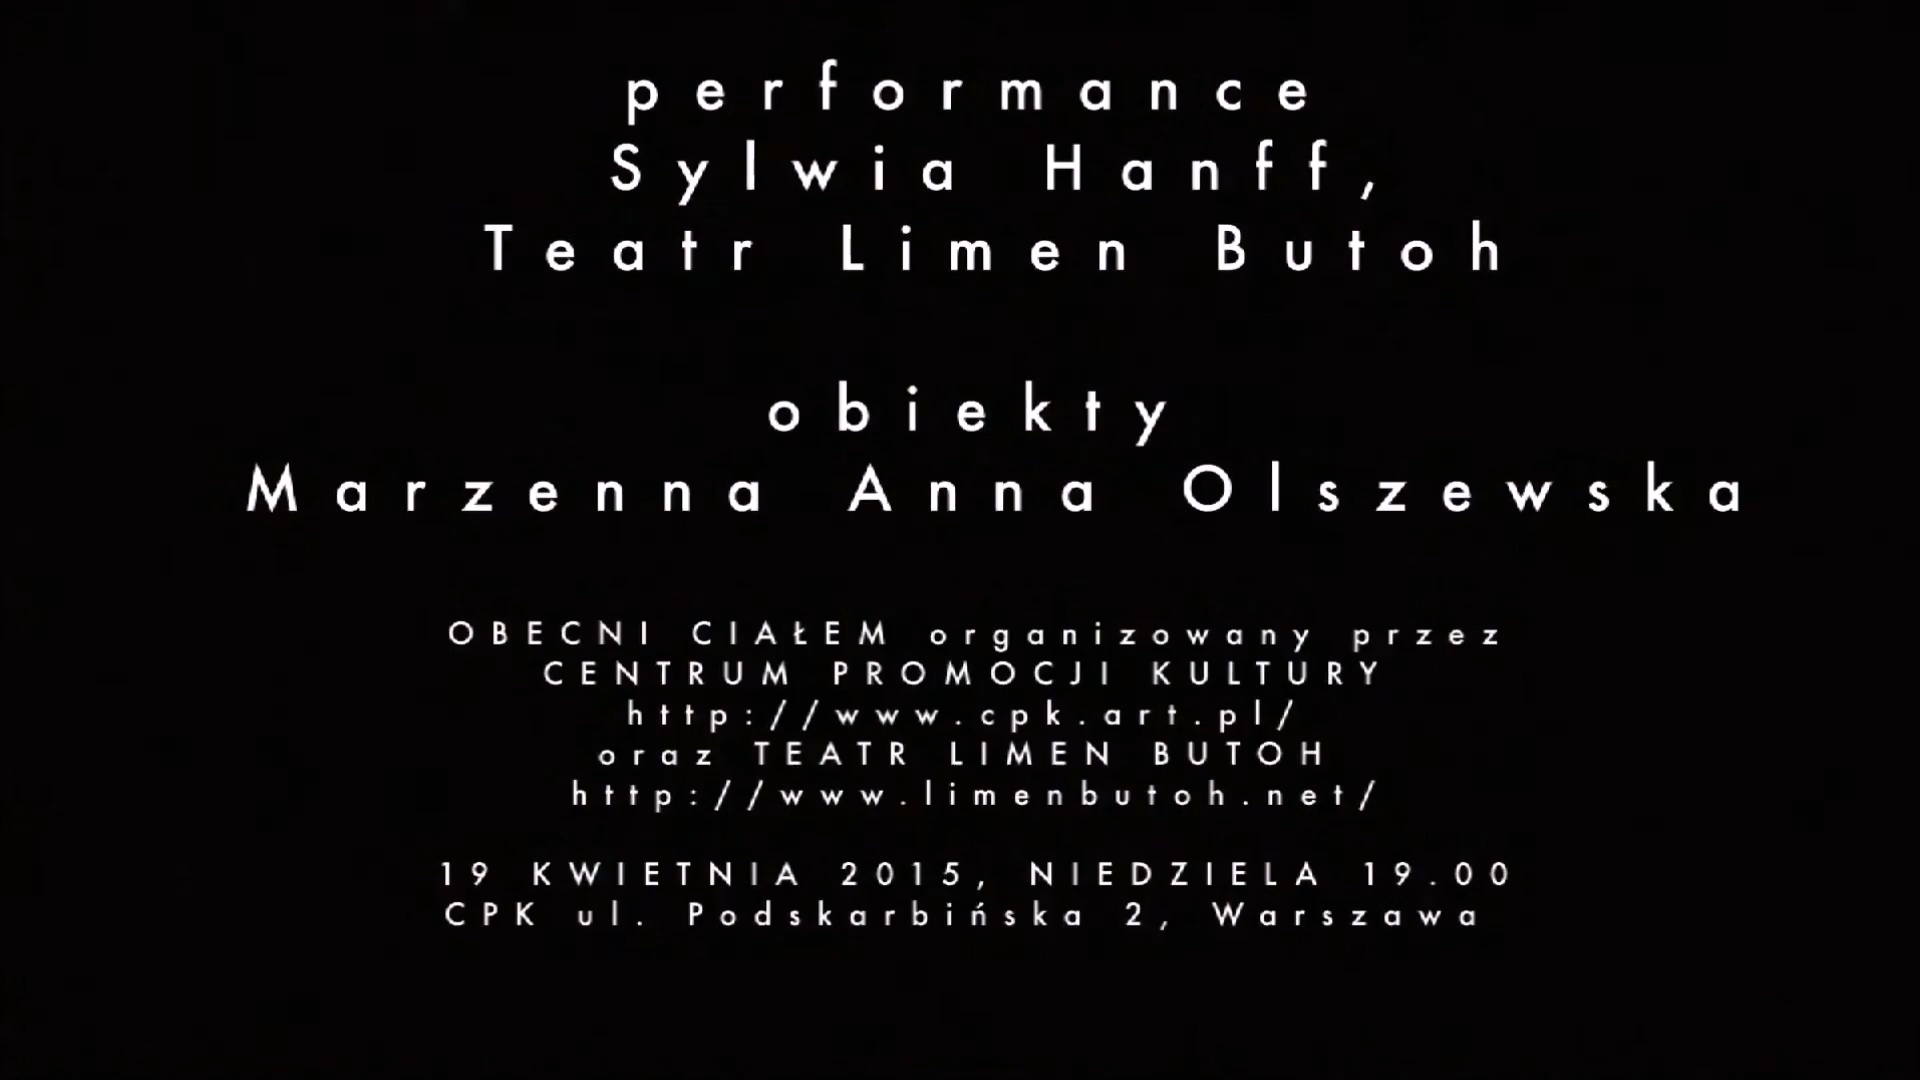 performance
Sylwia Hanff,
Teatr Limen Butoh
obiekty
Marzenna Anna Olszewska
OBECNI CIAŁEM organizowany przez
CENTRUM PROMOCJI KULTURY
http://www.cpk.art.pl/
oraz TEATR LIMEN BUTOH
http://www.limenbutoh.net/
19 KWIETNIA 2015, NIEDZIELA 19.00
CPK ul. Podskarbińska 2, Warszawa